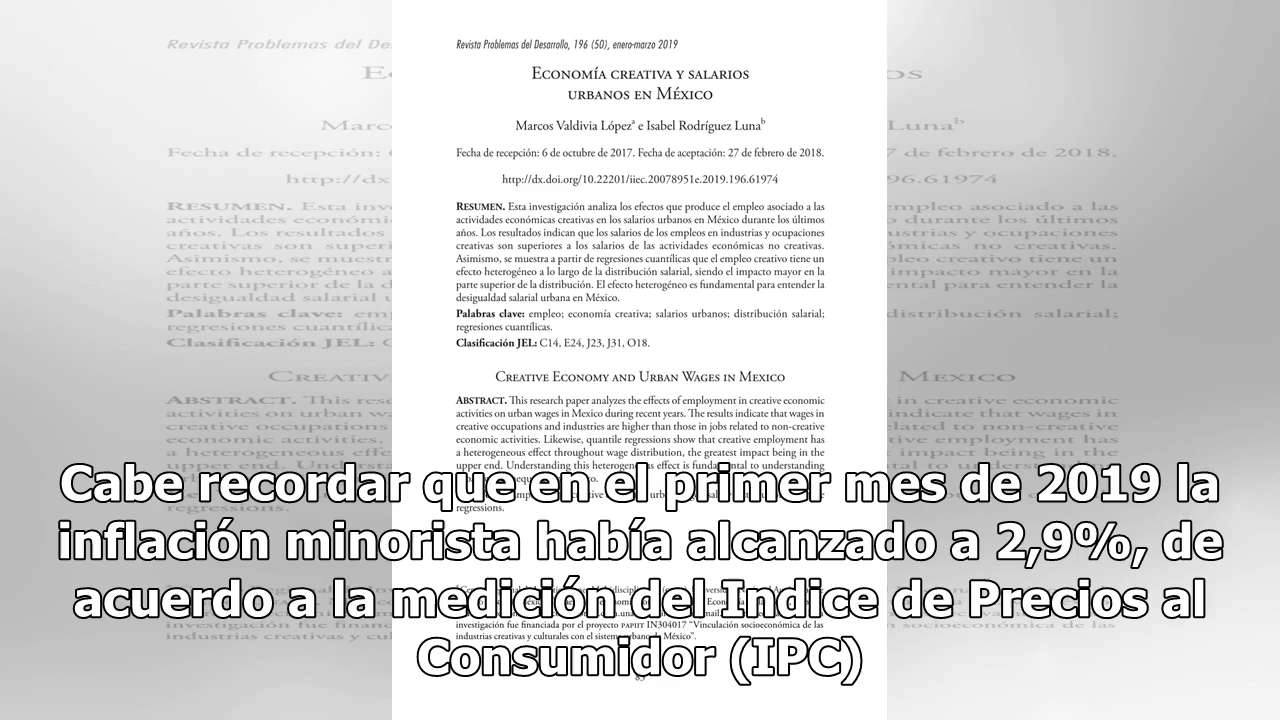 Revista Problemas del Desarrollo, 196 (50), enero-marzo 2019
Economía creativa y salarios
urbanos en México
Marcos Valdivia Lópezª e Isabel Rodríguez Lunaᵇ
Fecha de recepción: 6 de octubre de 2017. Fecha de aceptación: 27 de febrero de 2018.
http://dx.doi.org/10.22201/iiec.20078951e.2019.196.61974
Resumen. Esta investigación analiza los efectos que produce el empleo asociado a las
actividades económicas creativas en los salarios urbanos en México durante los últimos
años. Los resultados indican que los salarios de los empleos en industrias y ocupaciones
creativas son superiores a los salarios de las actividades económicas no creativas.
Asimismo, se muestra a partir de regresiones cuantílicas que el empleo creativo tiene un
efecto heterogéneo a lo largo de la distribución salarial, siendo el impacto mayor en la
parte superior de la distribución. El efecto heterogéneo es fundamental para entender la
desigualdad salarial urbana en México.
Palabras clave: empleo; economía creativa; salarios urbanos; distribución salarial;
regresiones cuantílicas.
Clasificación JEL: C14, E24, J23, J31, O18.
Creative Economy and Urban Wages in Mexico
Abstract. This research paper analyzes the effects of employment in creative economic
activities on urban wages in Mexico during recent years. The results indicate that wages in
creative occupations and industries are higher than those in jobs related to non-creative
economic activities. Likewise, quantile regressions show that creative employment has
a heterogeneous effect throughout wage distribution, the greatest impact being in the
upper end. Understanding this effect is to understanding
regressions.
Cabe recordar que en el primer mes de 2019 la
inflación minorista había alcanzado a 2,9%, de
acuerdo a la medición del Indice de Precios al
Consumidor (IPC)
investigación fue financiada por el proyecto PAPIIT IN304017 "Vinculación socioeconómica de las
industrias creativas y culturales con el sistema urbano de México".